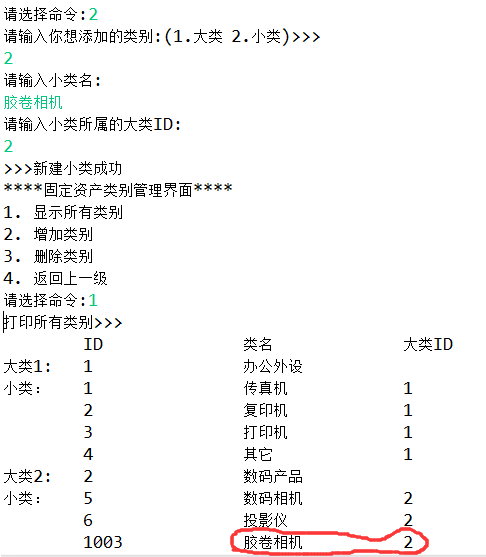 请选择命令:2
请输入你想添加的类别:(1.大类 2.小类)>>>
2
请输入小类名:
胶卷相机
请输入小类所属的大类ID:
2
>>>新建小类成功
****固定资产类别管理界面****
1. 显示所有类别
2. 增加类别
3. 删除类别
4. 返回上一级
请选择命令:1
打印所有类别>>>
ID 类名 大类ID
大类1: 1 办公外设
小类: 1 传真机 1
2 复印机 1
3 打印机 1
4 其它 1
大类2: 2 数码产品
小类: 5 数码相机 2
6 投影仪 2
1003 胶卷相机 2